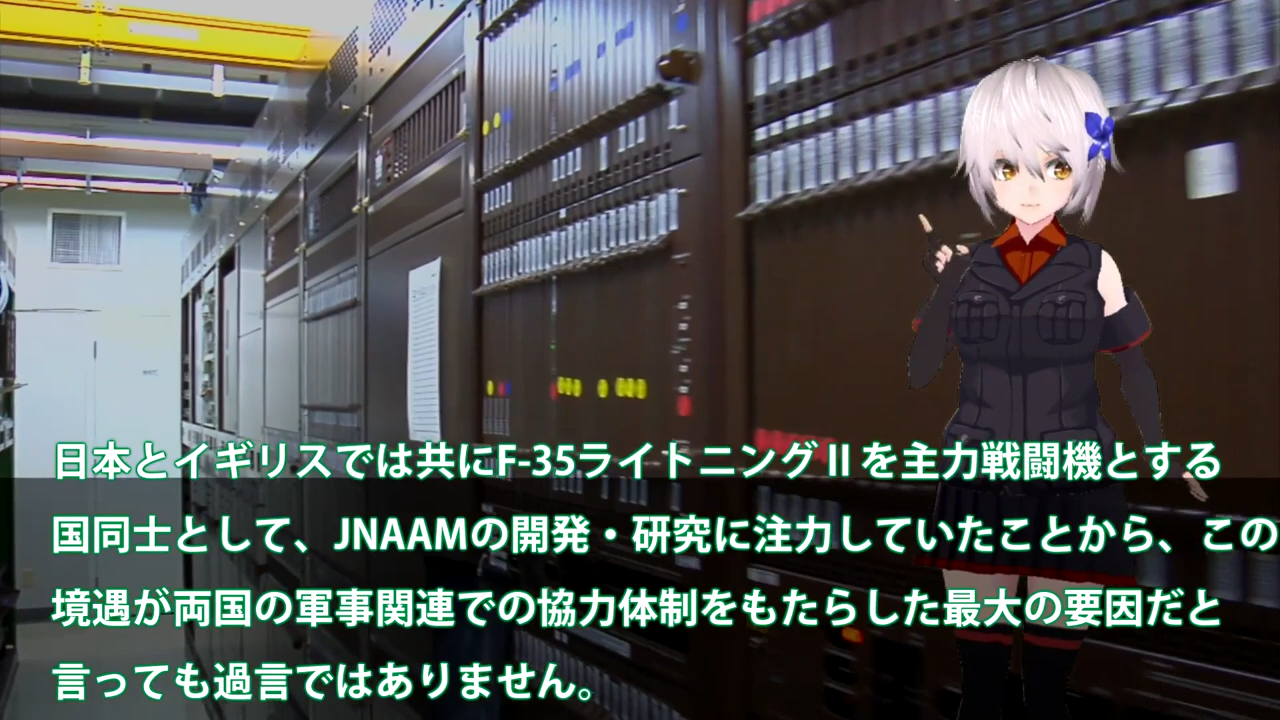 日本とイギリスでは共にF-35ライトニングⅡを主力戦闘機とする
国同士として、JNAAMの開発・研究に注力していたことから、この
境遇が両国の軍事関連での協力体制をもたらした最大の要因だと
言っても過言ではありません。